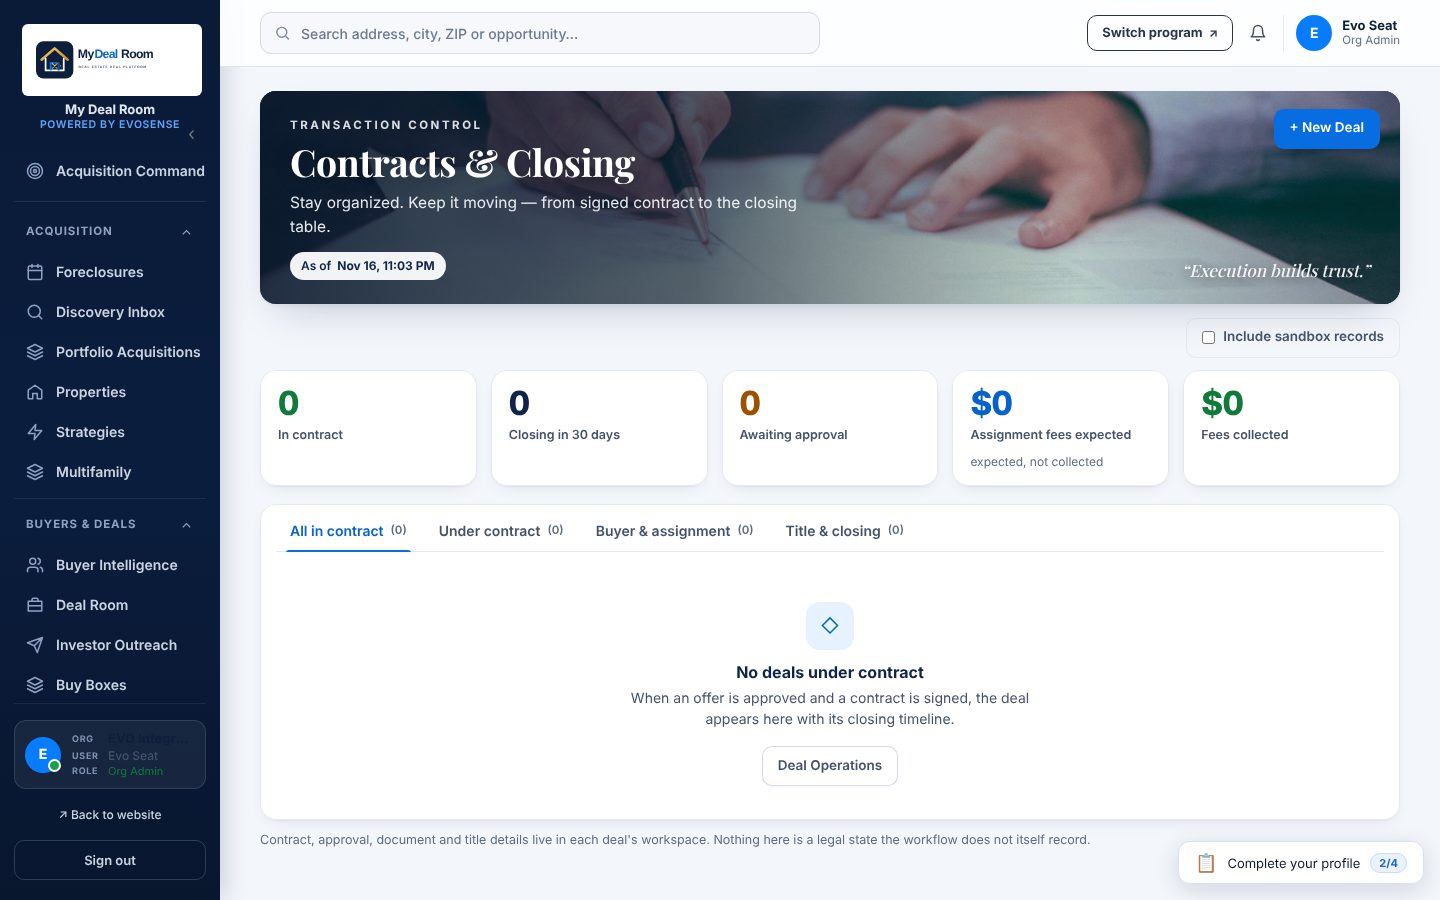 MyDeal Room
REAL ESTATE DEAL PLATFORM
My Deal Room
POWERED BY EVOSENSE
Acquisition Command
ACQUISITION
Foreclosures
Discovery Inbox
Portfolio Acquisitions
Properties
Strategies
Multifamily
BUYERS & DEALS
Buyer Intelligence
Deal Room
Investor Outreach
Buy Boxes
E
ORG EVO Integr...
USER Evo Seat
ROLE Org Admin
↗ Back to website
Sign out
Search address, city, ZIP or opportunity...
Switch program ↗
E
Evo Seat
Org Admin
TRANSACTION CONTROL
+ New Deal
Contracts & Closing
Stay organized. Keep it moving — from signed contract to the closing
table.
As of Nov 16, 11:03 PM
“Execution builds trust.”
Include sandbox records
0
In contract
0
Closing in 30 days
0
Awaiting approval
$0
Assignment fees expected
expected, not collected
$0
Fees collected
All in contract (0) Under contract (0) Buyer & assignment (0) Title & closing (0)
No deals under contract
When an offer is approved and a contract is signed, the deal
appears here with its closing timeline.
Deal Operations
Contract, approval, document and title details live in each deal's workspace. Nothing here is a legal state the workflow does not itself record.
Complete your profile 2/4